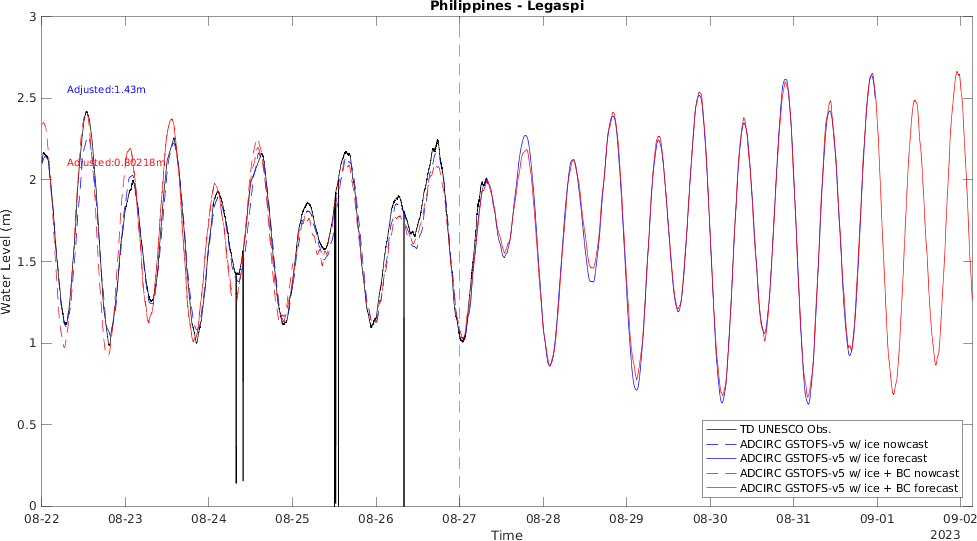 Philippines - Legaspi
3
2.5
2
1.5
1
0.5
0
Water Level (m)
Adjusted:1.43m
Adjusted:0.80218m
TD UNESCO Obs.
ADCIRC GSTOFS-v5 w/ ice nowcast
ADCIRC GSTOFS-v5 w/ ice forecast
ADCIRC GSTOFS-v5 w/ ice + BC nowcast
ADCIRC GSTOFS-v5 w/ ice + BC forecast
08-22 08-23 08-24 08-25 08-26 08-27 08-28 08-29 08-30 08-31 09-01 09-02
Time
2023